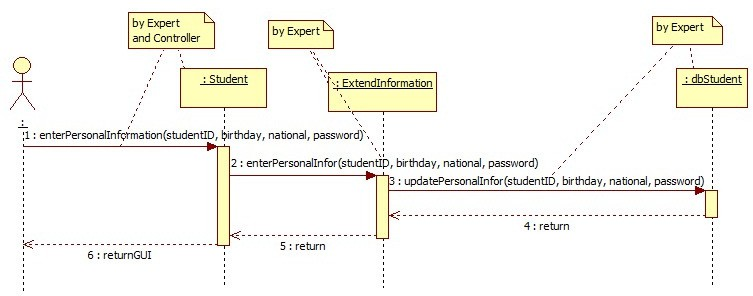 by Expert
and Controller
by Expert
by Expert
: Student
: ExtendInformation
: dbStudent
:
1 : enterPersonalInformation(studentID, birthday, national, password)
2 : enterPersonalInfor(studentID, birthday, national, password)
3 : updatePersonalInfor(studentID, birthday, national, password)
4 : return
5 : return
6 : returnGUI